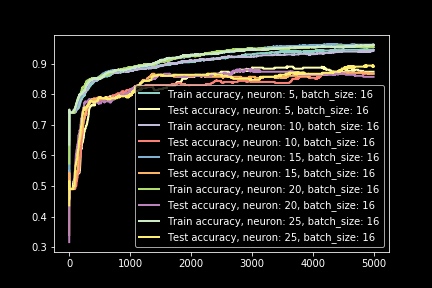 0.9
0.8
0.7
0.6
0.5
0.4
0.3
Train accuracy, neuron: 5, batch_size: 16
Test accuracy, neuron: 5, batch_size: 16
Train accuracy, neuron: 10, batch_size: 16
Test accuracy, neuron: 10, batch_size: 16
Train accuracy, neuron: 15, batch_size: 16
Test accuracy, neuron: 15, batch_size: 16
Train accuracy, neuron: 20, batch_size: 16
Test accuracy, neuron: 20, batch_size: 16
Train accuracy, neuron: 25, batch_size: 16
Test accuracy, neuron: 25, batch_size: 16
0 1000 2000 3000 4000 5000